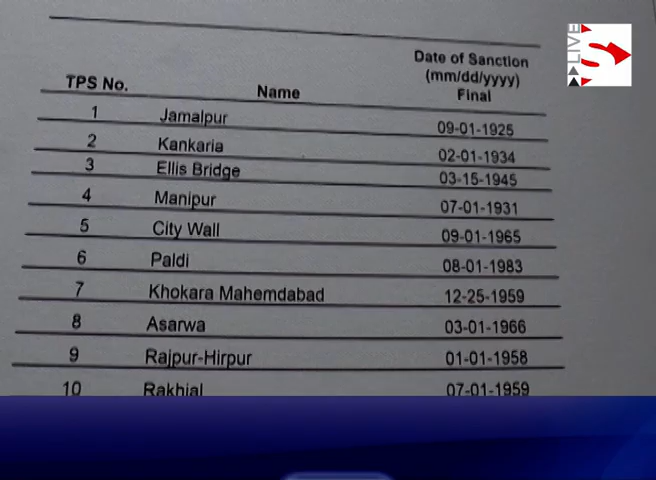 Date of Sanction
(mm/dd/yyyy)
TPS No. Name Final
1 Jamalpur 09-01-1925
2 Kankaria 02-01-1934
3 Ellis Bridge 03-15-1945
4 Manipur 07-01-1931
5 City Wall 09-01-1965
6 Paldi 08-01-1983
7 Khokara Mahemdabad 12-25-1959
8 Asarwa 03-01-1966
9 Rajpur-Hirpur 01-01-1958
10 Rakhial 07-01-1959
LIVE